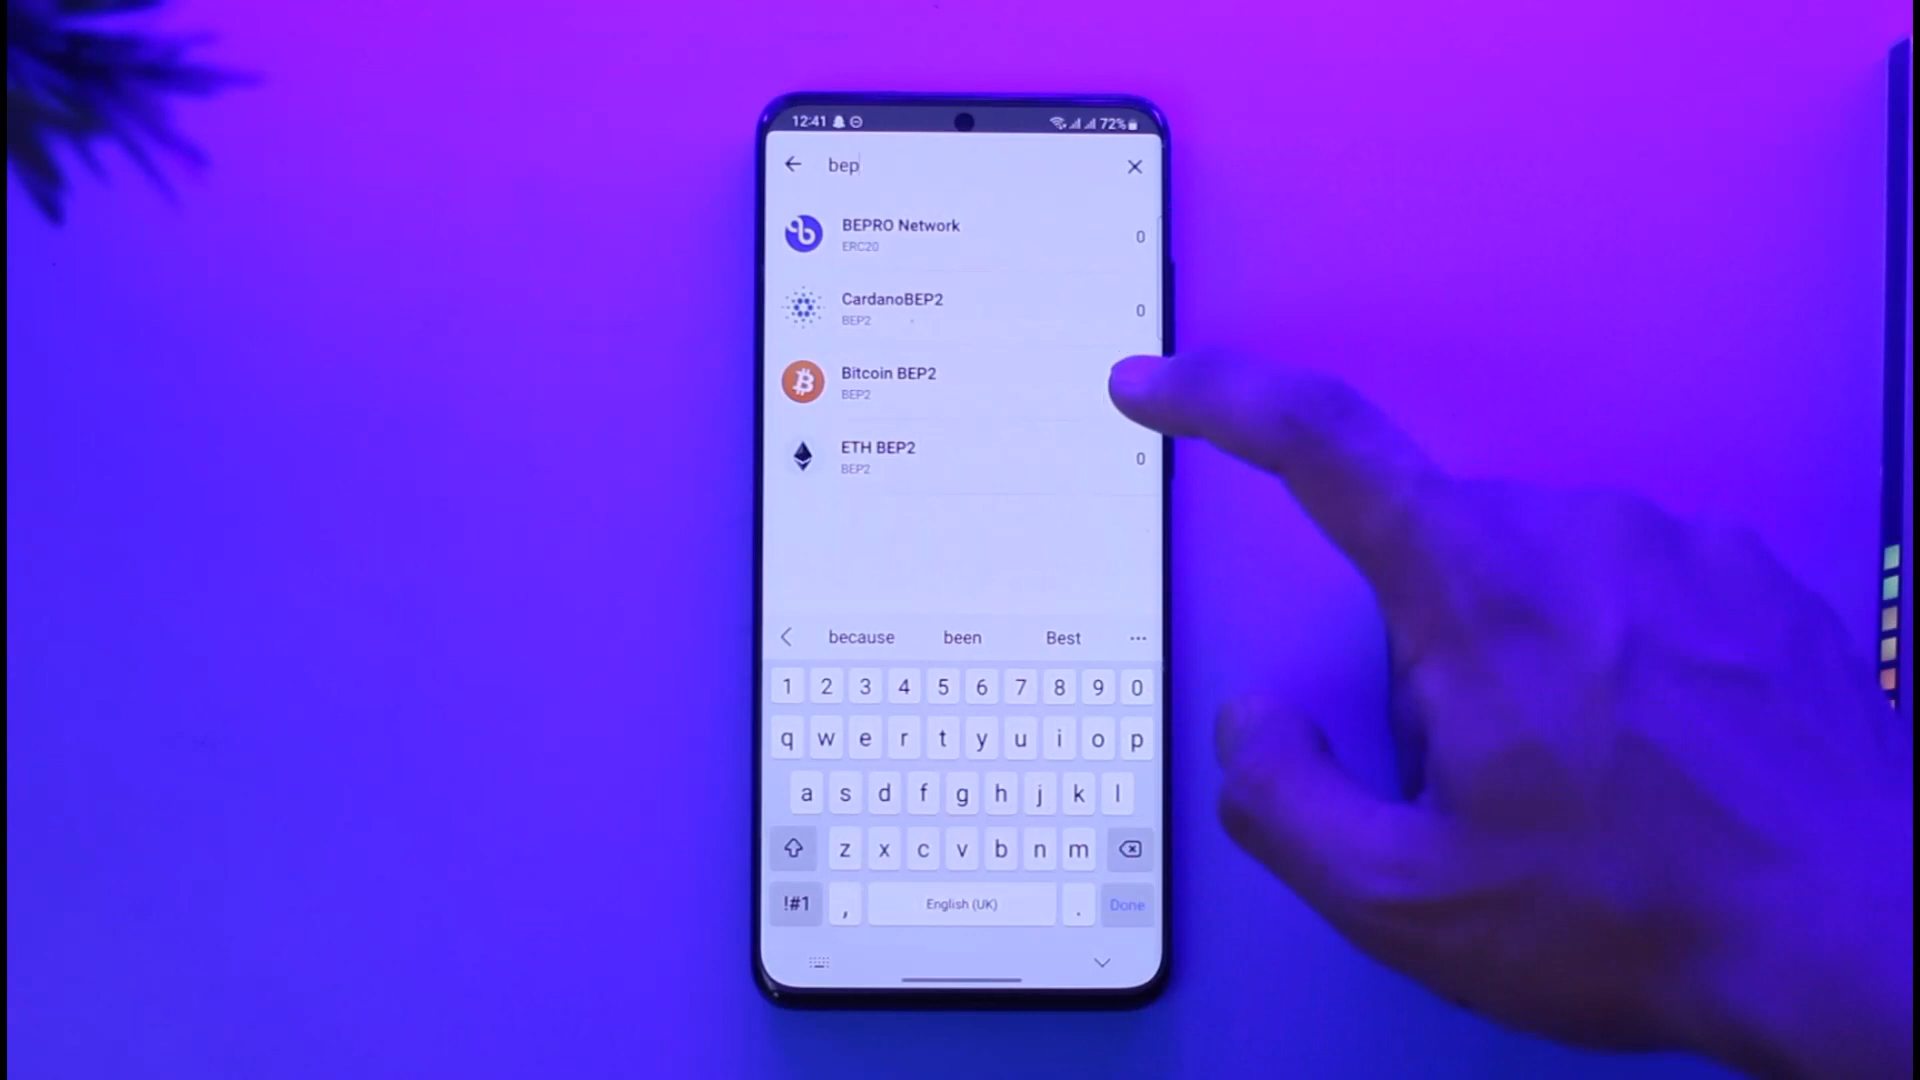 12:41 72%
bep
BEPRO Network 0
ERC20
CardanoBEP2 0
BEP2
Bitcoin BEP2
BEP2
ETH BEP2 0
BEP2
because been Best ...
1 2 3 4 5 6 7 8 9 0
q w e r t y u i o p
a s d f g h j k l
z x c v b n m
!#1 , English (UK) . Done